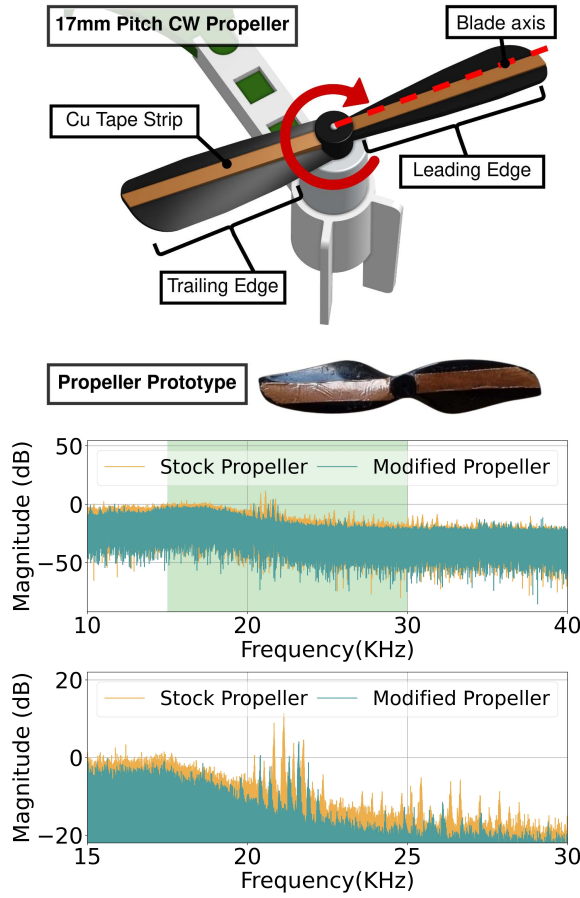 17mm Pitch CW Propeller
Blade axis
Cu Tape Strip
Leading Edge
Trailing Edge
Propeller Prototype
50
0
−50
Magnitude (dB)
Stock Propeller
Modified Propeller
10
20
30
40
Frequency(KHz)
20
0
−20
Magnitude (dB)
Stock Propeller
Modified Propeller
15
20
25
30
Frequency(KHz)